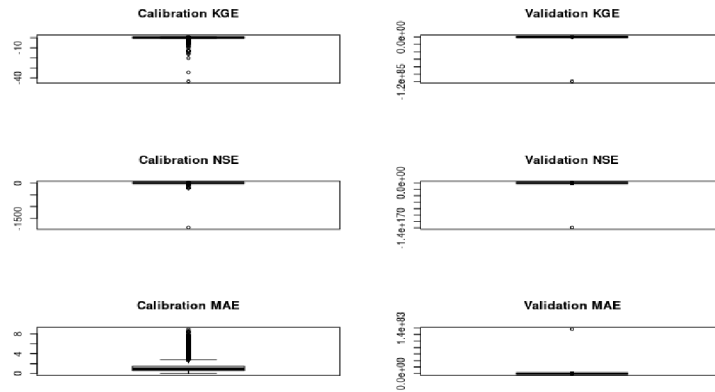 Calibration KGE
Validation KGE
-10
-40
0.0e+00
-1.2e+85
Calibration NSE
Validation NSE
0
-1500
0.0e+00
-1.4e+170
Calibration MAE
Validation MAE
8
4
0
1.4e+83
0.0e+00